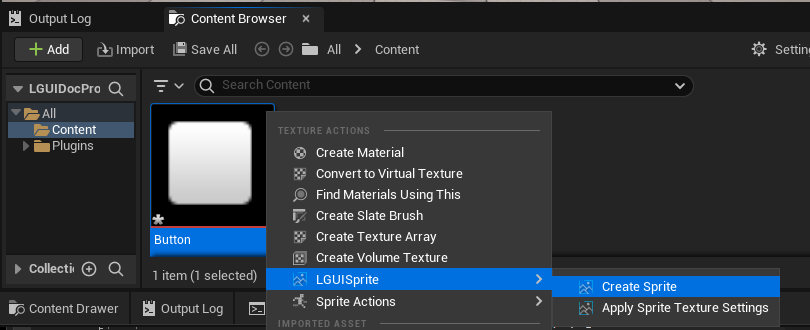 Output Log
Content Browser
Add
Import
Save All
All
Content
Settin
LGUIDocPro
Search Content
All
Content
Plugins
Button
TEXTURE ACTIONS
Create Material
Convert to Virtual Texture
Find Materials Using This
Create Slate Brush
Create Texture Array
Create Volume Texture
LGUISprite
Sprite Actions
IMPORTED ASSET
Create Sprite
Apply Sprite Texture Settings
Collectio
1 item (1 selected)
Content Drawer
Output Log